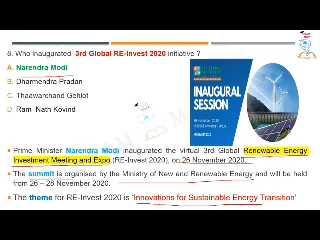 8. Who inaugurated 3rd Global RE-Invest 2020 initiative ?
A. Narendra Modi
B. Dharmendra Pradan
C. Thaawarchand Gehlot
D. Ram Nath Kovind
INAUGURAL
SESSION
Prime Minister Narendra Modi inaugurated the virtual 3rd Global Renewable Energy
Investment Meeting and Expo (RE-Invest 2020), on 26 November 2020.
The summit is organised by the Ministry of New and Renewable Energy and will be held
from 26 – 28 November 2020.
The theme for RE-Invest 2020 is 'Innovations for Sustainable Energy Transition'